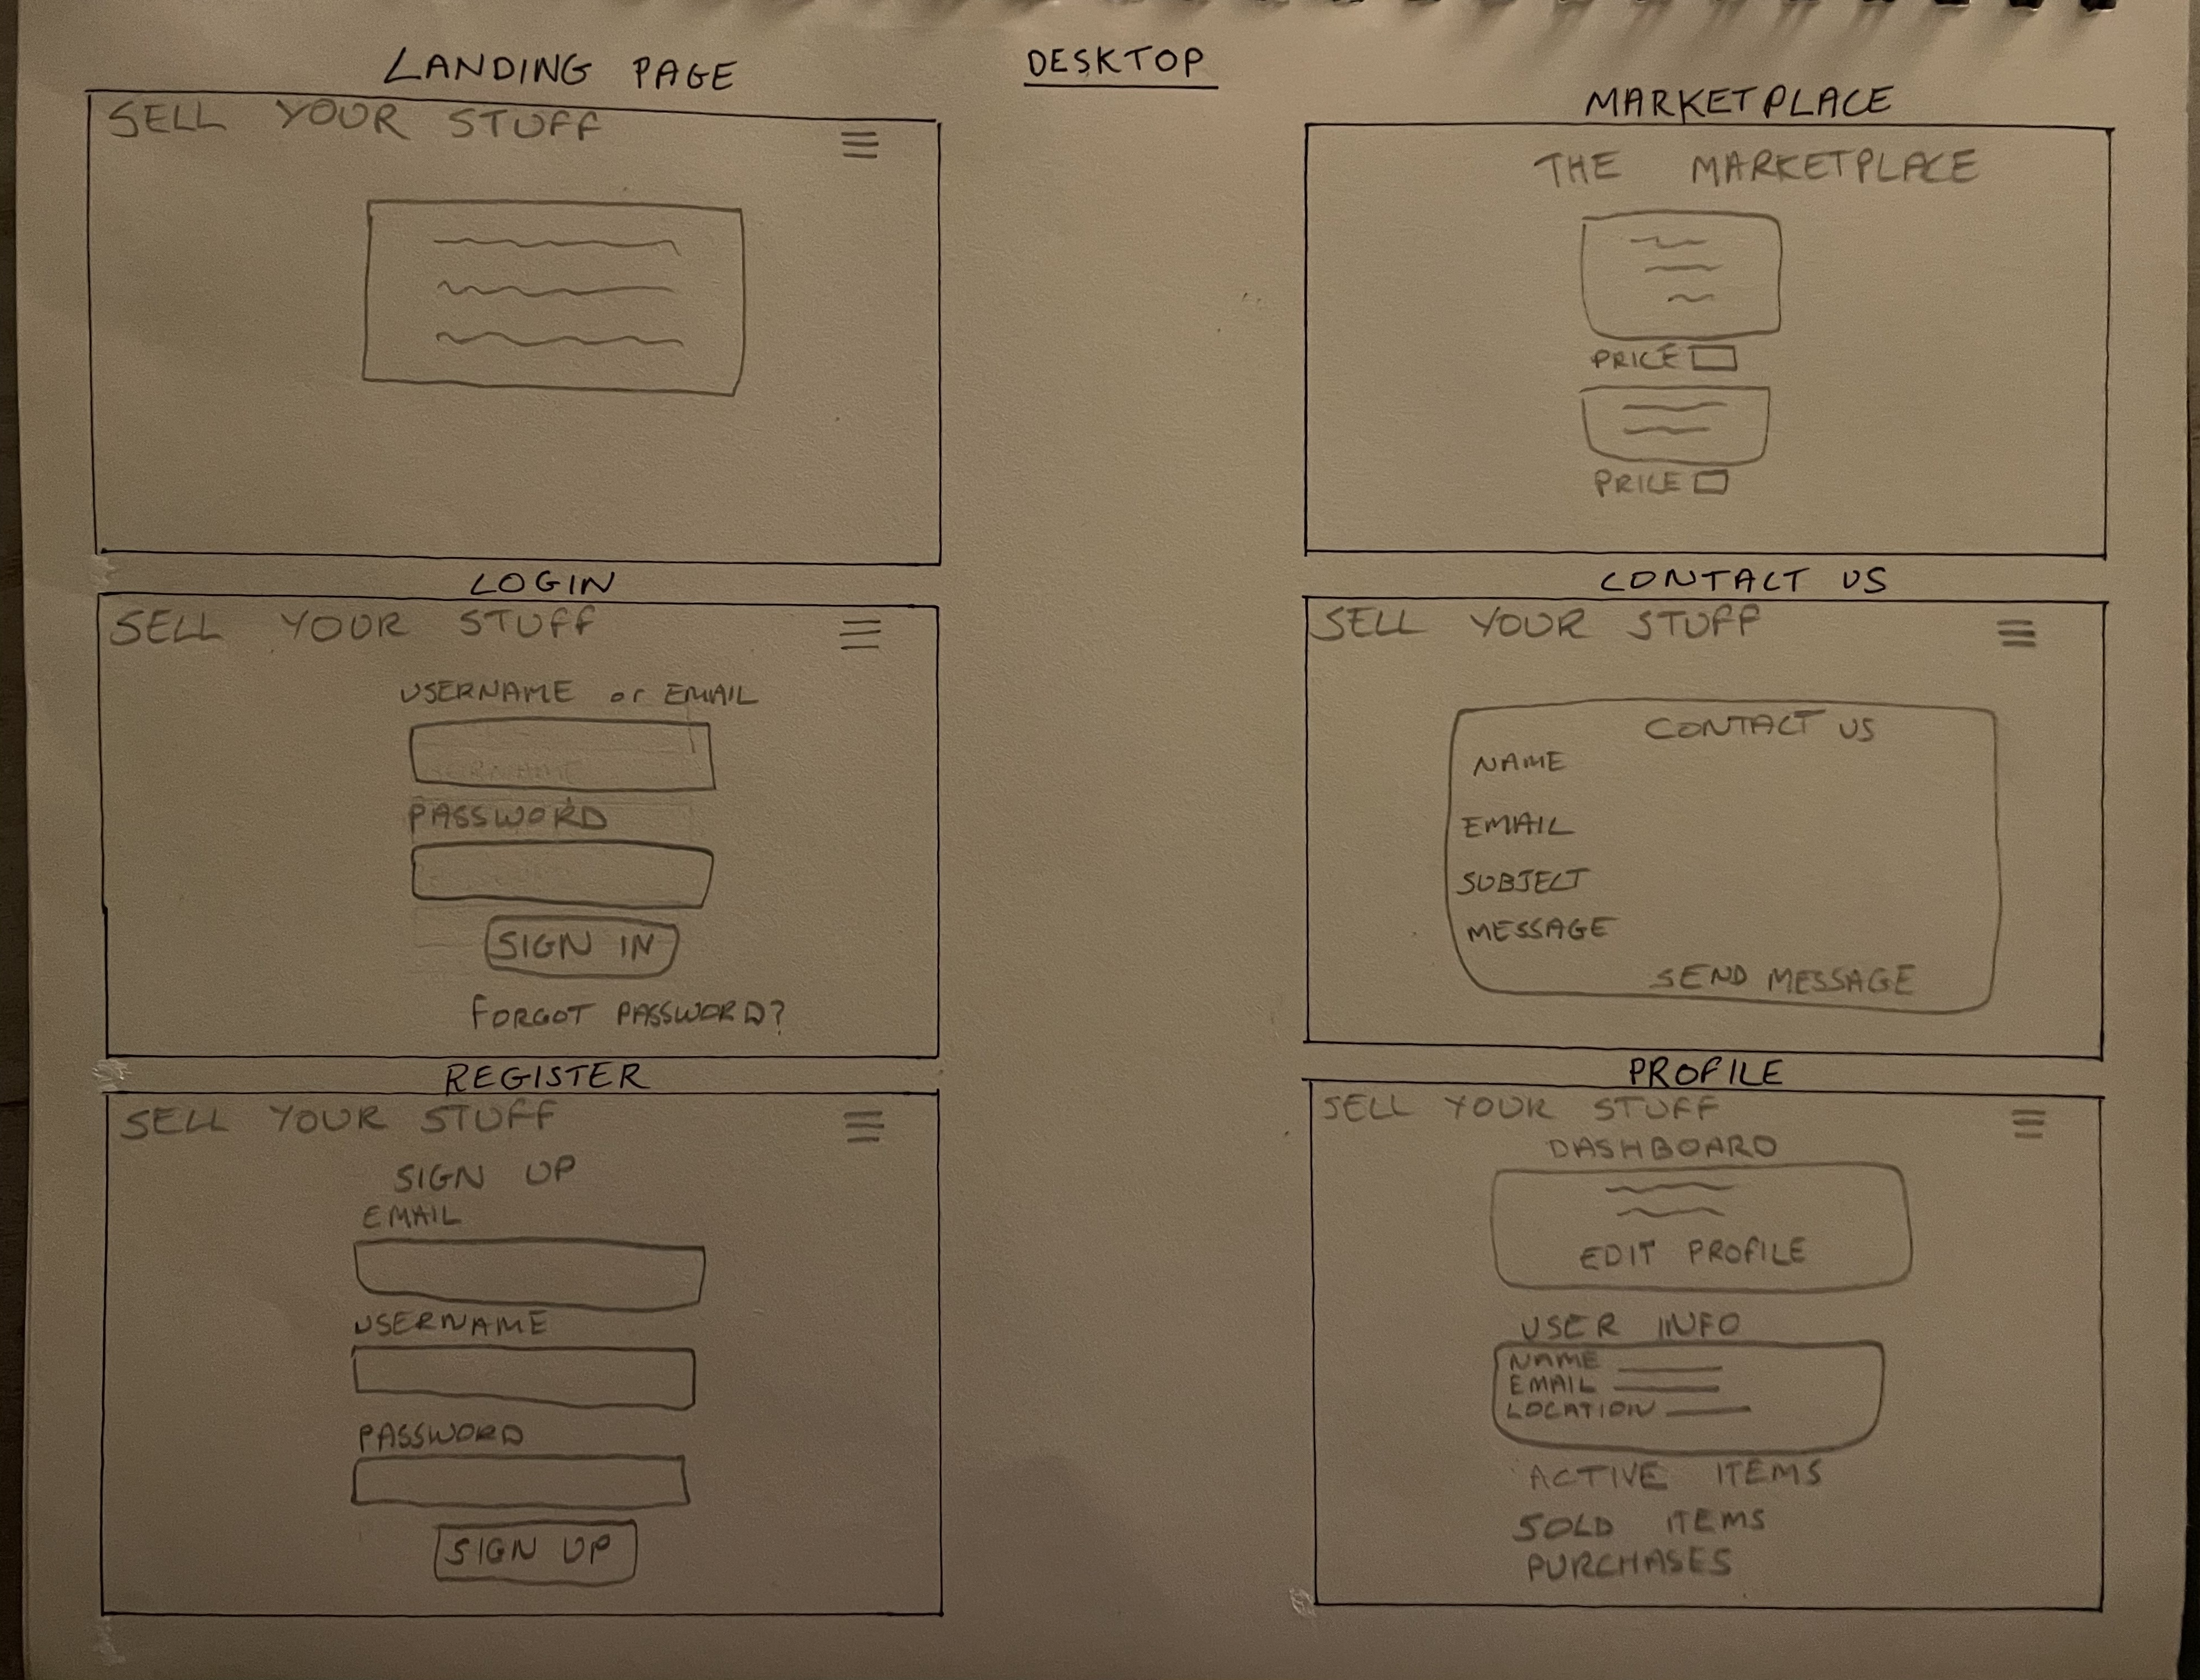 LANDING PAGE
DESKTOP
SELL YOUR STUFF
LOGIN
SELL YOUR STUFF
USERNAME or EMAIL
PASSWORD
SIGN IN
FORGOT PASSWORD?
REGISTER
SELL YOUR STUFF
SIGN UP
EMAIL
USERNAME
PASSWORD
SIGN UP
MARKETPLACE
THE MARKETPLACE
PRICE
PRICE
CONTACT US
SELL YOUR STUFF
CONTACT US
NAME
EMAIL
SUBJECT
MESSAGE
SEND MESSAGE
PROFILE
SELL YOUR STUFF
DASHBOARD
EDIT PROFILE
USER INFO
NAME
EMAIL
LOCATION
ACTIVE ITEMS
SOLD ITEMS
PURCHASES